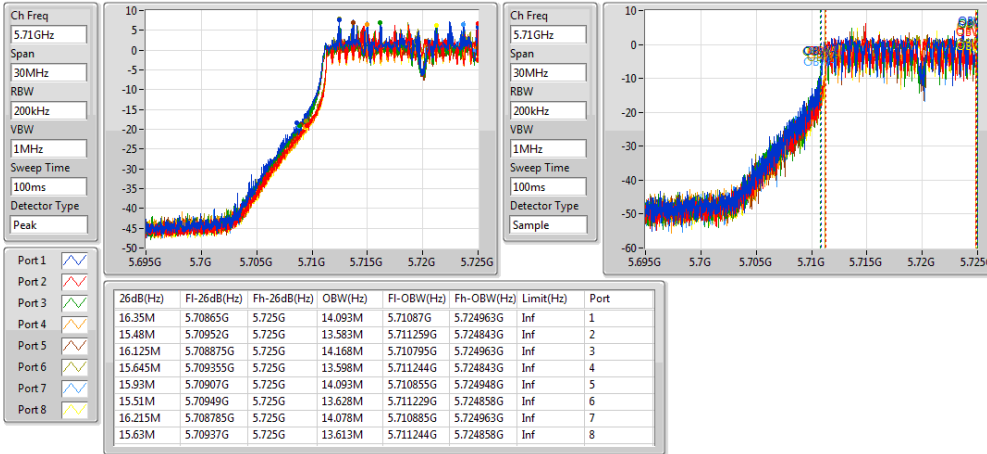 Ch Freq
5.71GHz
Span
30MHz
RBW
200kHz
VBW
1MHz
Sweep Time
100ms
Detector Type
Peak
10
5
0
-5
-10
-15
-20
-25
-30
-35
-40
-45
-50
5.695G 5.7G 5.705G 5.71G 5.715G 5.72G 5.725G
Ch Freq
5.71GHz
Span
30MHz
RBW
200kHz
VBW
1MHz
Sweep Time
100ms
Detector Type
Sample
10
0
-10
-20
-30
-40
-50
-60
5.695G 5.7G 5.705G 5.71G 5.715G 5.72G 5.725G
Port 1
Port 2
Port 3
Port 4
Port 5
Port 6
Port 7
Port 8
26dB(Hz) Fl-26dB(Hz) Fh-26dB(Hz) OBW(Hz) Fl-OBW(Hz) Fh-OBW(Hz) Limit(Hz) Port
16.35M 5.70865G 5.725G 14.093M 5.71087G 5.724963G Inf 1
15.48M 5.70952G 5.725G 13.583M 5.711259G 5.724843G Inf 2
16.125M 5.708875G 5.725G 14.168M 5.710795G 5.724963G Inf 3
15.645M 5.709355G 5.725G 13.598M 5.711244G 5.724843G Inf 4
15.93M 5.70907G 5.725G 14.093M 5.710855G 5.724948G Inf 5
15.51M 5.70949G 5.725G 13.628M 5.711229G 5.724858G Inf 6
16.215M 5.708785G 5.725G 14.078M 5.710885G 5.724963G Inf 7
15.63M 5.70937G 5.725G 13.613M 5.711244G 5.724858G Inf 8